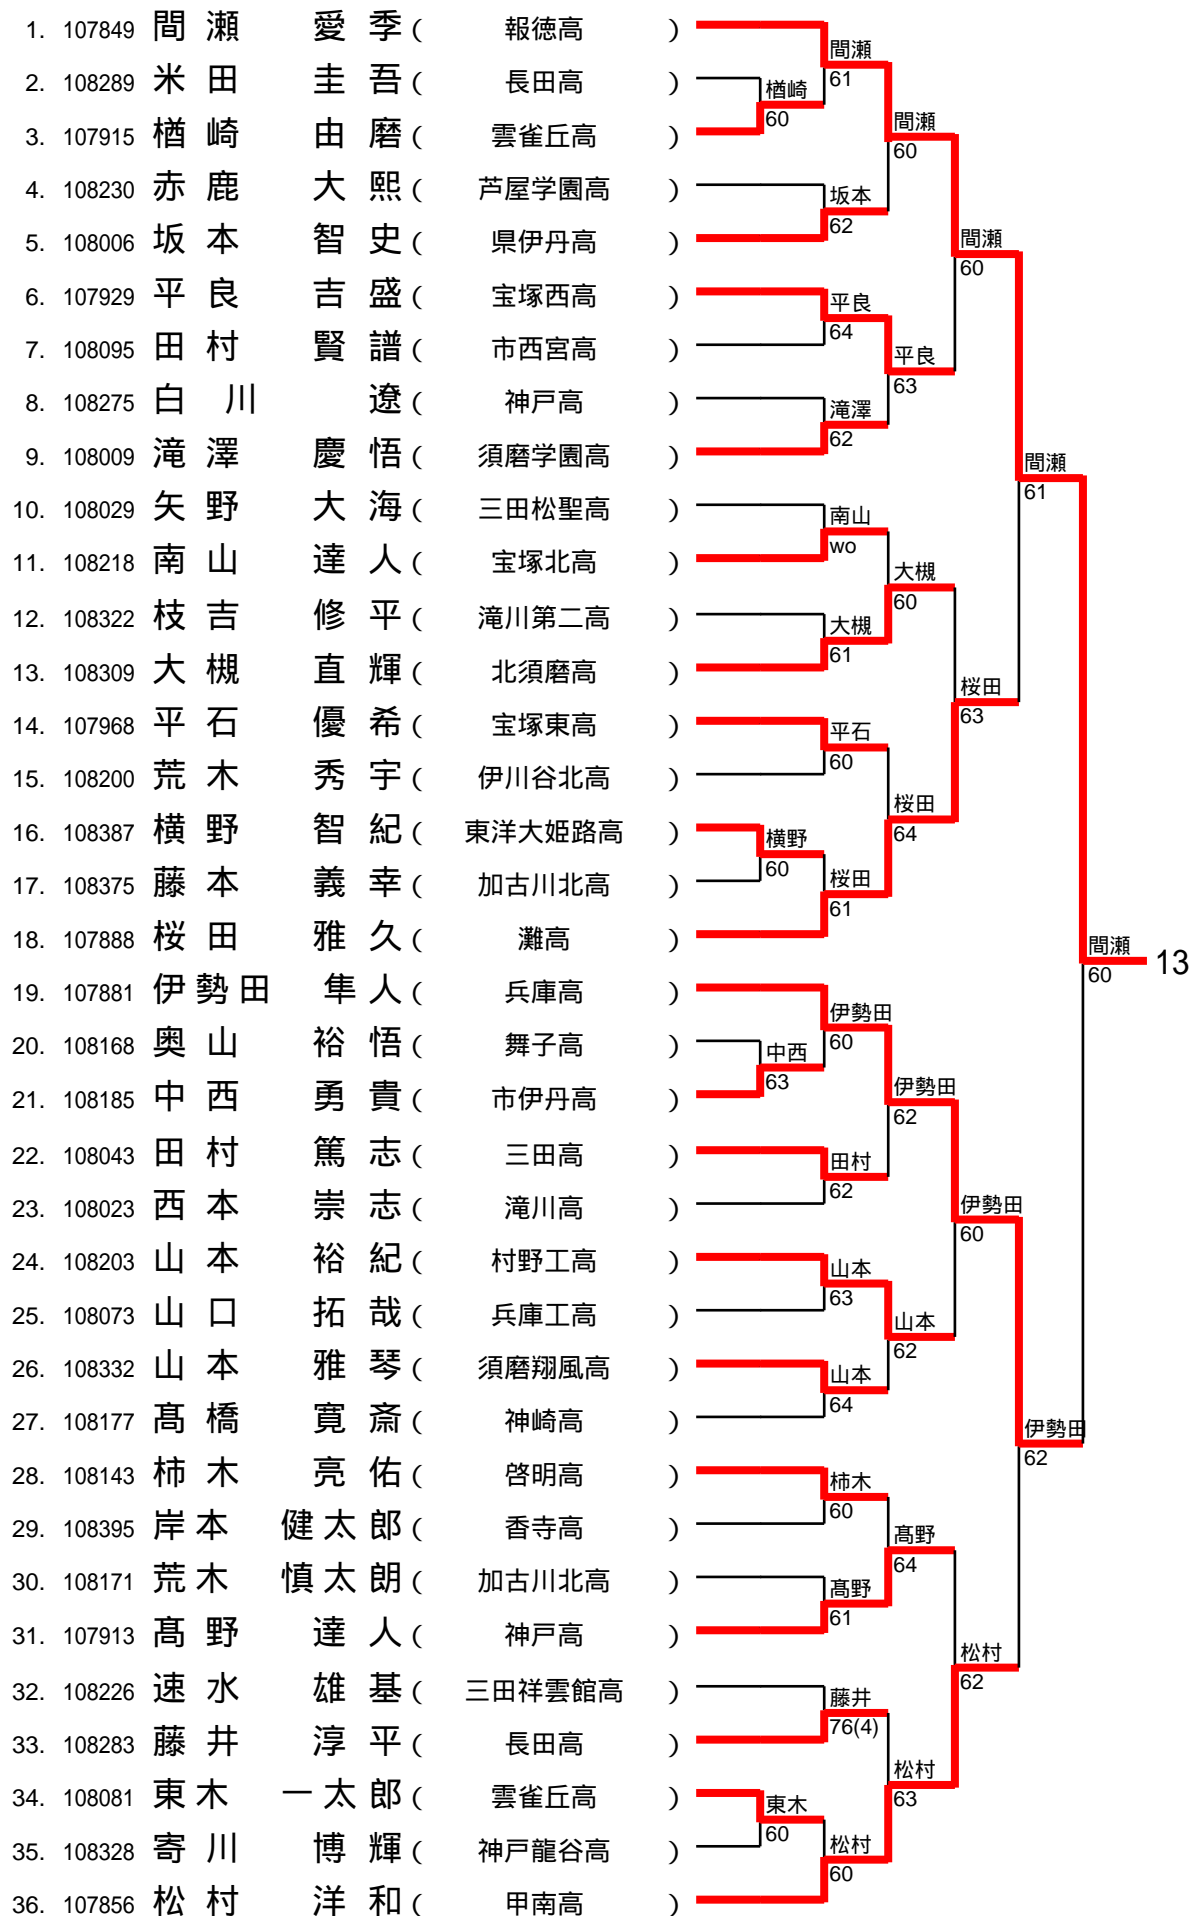 1. 107849 間瀬 愛季 ( 報徳高 )
2. 108289 米田 圭吾 ( 長田高 )
3. 107915 楢崎 由磨 ( 雲雀丘高 )
4. 108230 赤鹿 大熙 ( 芦屋学園高 )
5. 108006 坂本 智史 ( 県伊丹高 )
6. 107929 平良 吉盛 ( 宝塚西高 )
7. 108095 田村 賢譜 ( 市西宮高 )
8. 108275 白川 遼 ( 神戸高 )
9. 108009 滝澤 慶悟 ( 須磨学園高 )
10. 108029 矢野 大海 ( 三田松聖高 )
11. 108218 南山 達人 ( 宝塚北高 )
12. 108322 枝吉 修平 ( 滝川第二高 )
13. 108309 大槻 直輝 ( 北須磨高 )
14. 107968 平石 優希 ( 宝塚東高 )
15. 108200 荒木 秀宇 ( 伊川谷北高 )
16. 108387 横野 智紀 ( 東洋大姫路高 )
17. 108375 藤本 義幸 ( 加古川北高 )
18. 107888 桜田 雅久 ( 灘高 )
19. 107881 伊勢田 隼人 ( 兵庫高 )
20. 108168 奥山 裕悟 ( 舞子高 )
21. 108185 中西 勇貴 ( 市伊丹高 )
22. 108043 田村 篤志 ( 三田高 )
23. 108023 西本 崇志 ( 滝川高 )
24. 108203 山本 裕紀 ( 村野工高 )
25. 108073 山口 拓哉 ( 兵庫工高 )
26. 108332 山本 雅琴 ( 須磨翔風高 )
27. 108177 髙橋 寛斎 ( 神崎高 )
28. 108143 柿木 亮佑 ( 啓明高 )
29. 108395 岸本 健太郎 ( 香寺高 )
30. 108171 荒木 慎太朗 ( 加古川北高 )
31. 107913 髙野 達人 ( 神戸高 )
32. 108226 速水 雄基 ( 三田祥雲館高 )
33. 108283 藤井 淳平 ( 長田高 )
34. 108081 東木 一太郎 ( 雲雀丘高 )
35. 108328 寄川 博輝 ( 神戸龍谷高 )
36. 107856 松村 洋和 ( 甲南高 )
楢崎
60
横野
60
中西
63
東木
60
間瀬
61
坂本
62
平良
64
滝澤
62
南山
wo
大槻
61
平石
60
桜田
61
伊勢田
60
田村
62
山本
63
山本
64
柿木
60
髙野
61
藤井
76(4)
松村
60
間瀬
60
平良
63
大槻
60
桜田
64
伊勢田
62
山本
62
髙野
64
松村
63
間瀬
60
桜田
63
伊勢田
60
松村
62
間瀬
61
伊勢田
62
間瀬
60
13